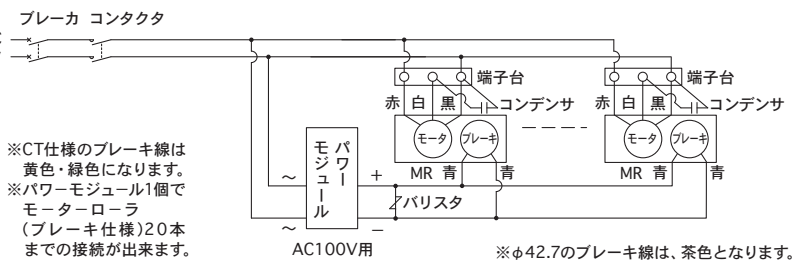 ブレーカ コンタクタ
端子台
端子台
赤 白 黒
コンデンサ
赤 白 黒
コンデンサ
モータ
ブレーキ
モータ
ブレーキ
MR 青 青
MR 青 青
パワー
モジュール
～
＋
～
－
バリスタ
AC100V用
※CT仕様のブレーキ線は
黄色・緑色になります。
※パワーモジュール1個で
モーターローラ
(ブレーキ仕様)20本
までの接続が出来ます。
※φ42.7のブレーキ線は、茶色となります。